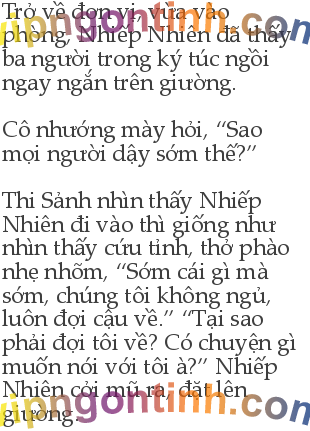 Trở về đơn vị, vừa vào
phòng, Nhiếp Nhiên đã thấy
ba người trong ký túc ngồi
ngay ngắn trên giường.
Cô nhướng mày hỏi, “Sao
mọi người dậy sớm thế?”
Thi Sảnh nhìn thấy Nhiếp
Nhiên đi vào thì giống như
nhìn thấy cứu tinh, thở phào
nhẹ nhõm, “Sớm cái gì mà
sớm, chúng tôi không ngủ,
luôn đợi cậu về.” “Tại sao
phải đợi tôi về? Có chuyện gì
muốn nói với tôi à?” Nhiếp
Nhiên cởi mũ ra, đặt lên
giường.